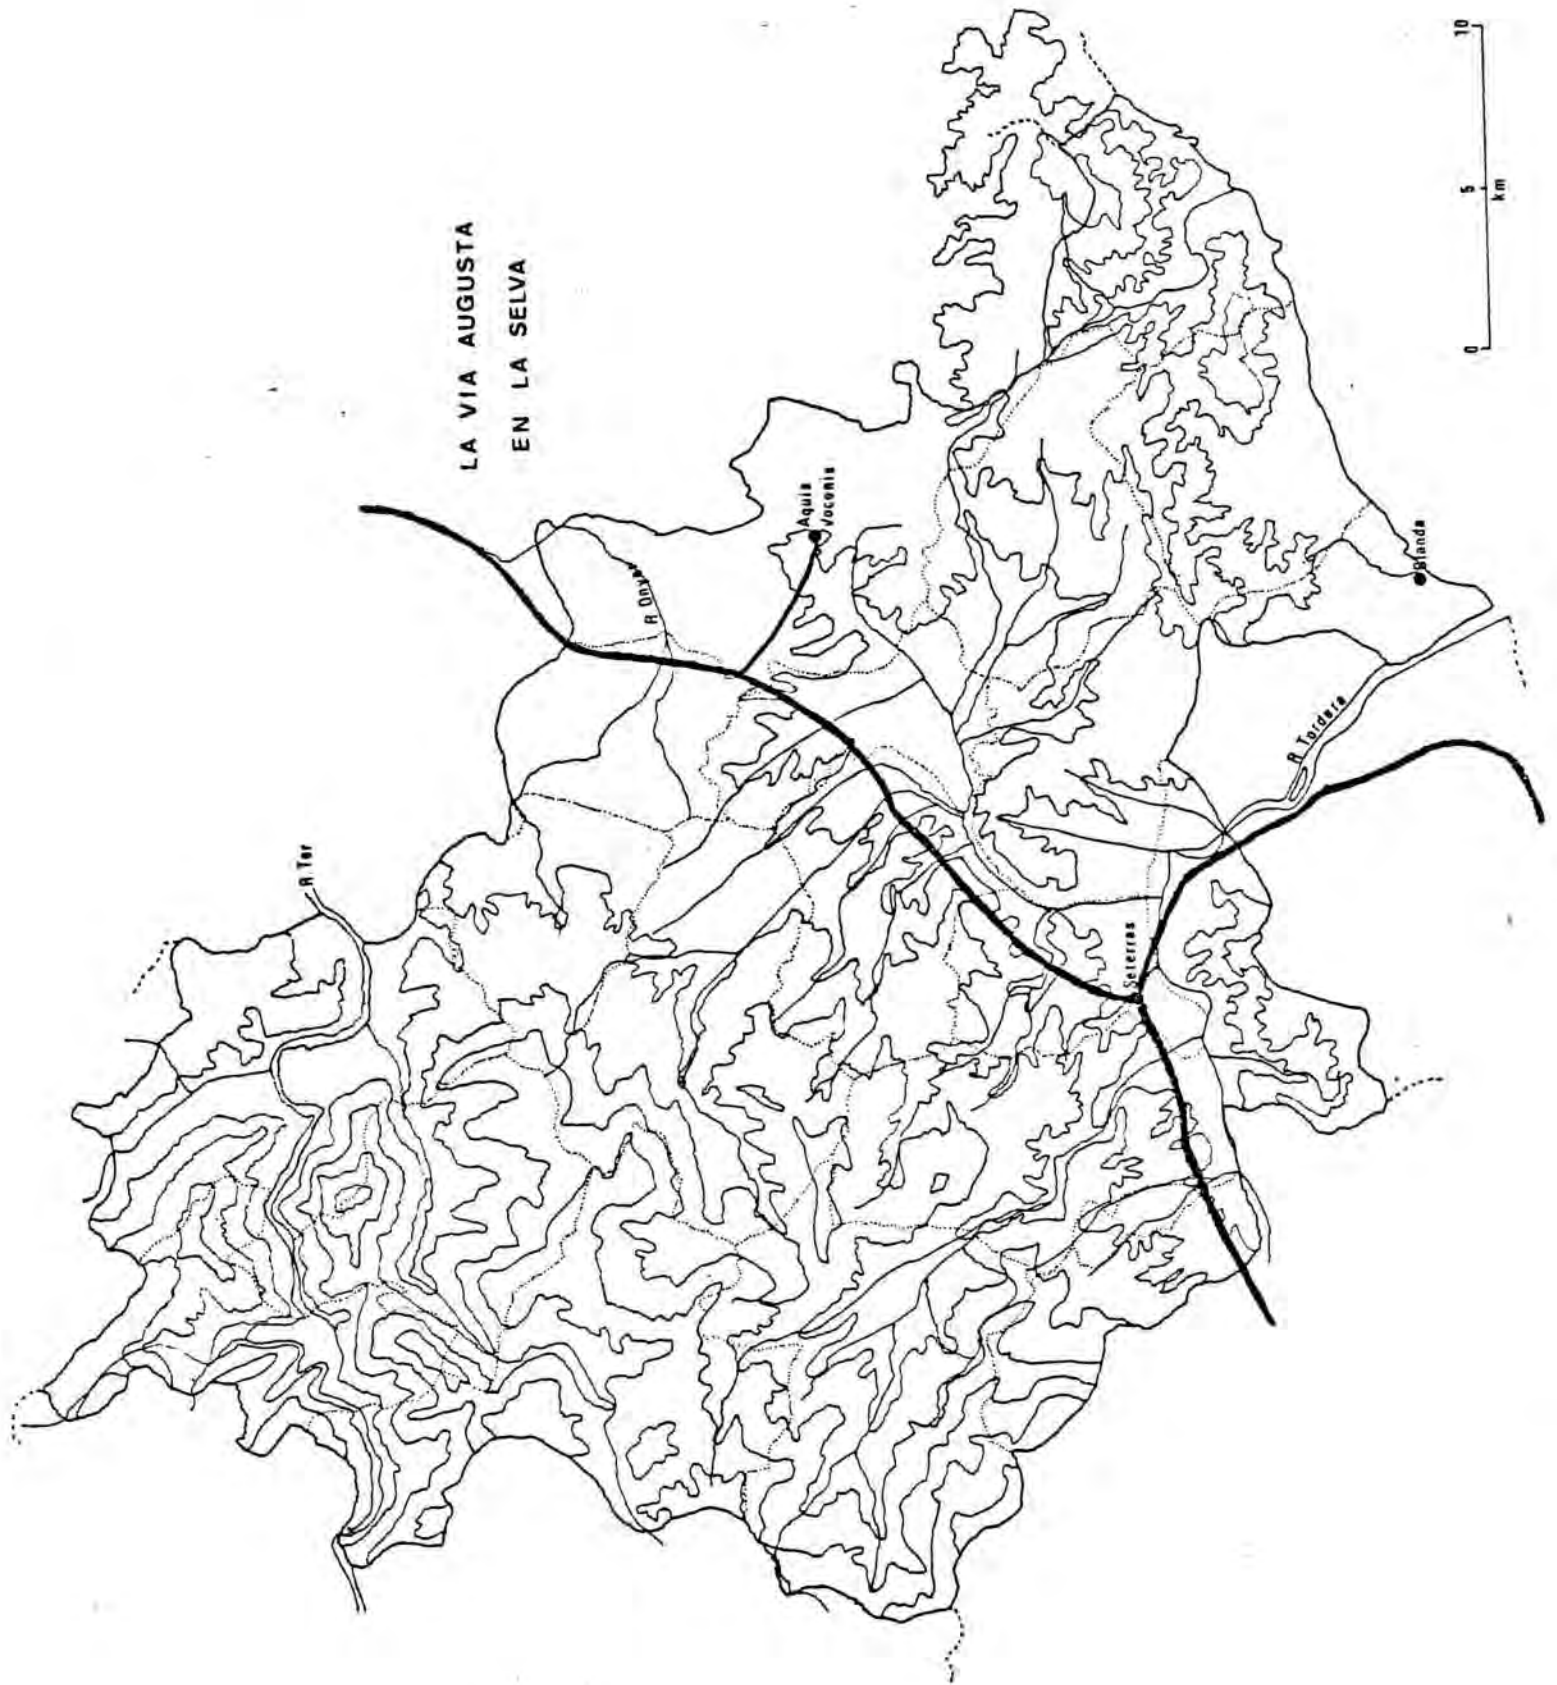 LA VIA AUGUSTA
EN LA SELVA
R Ter
R Onyar
Aquis
Voconis
Seterras
R Tordera
Blanda
0 5 10
km